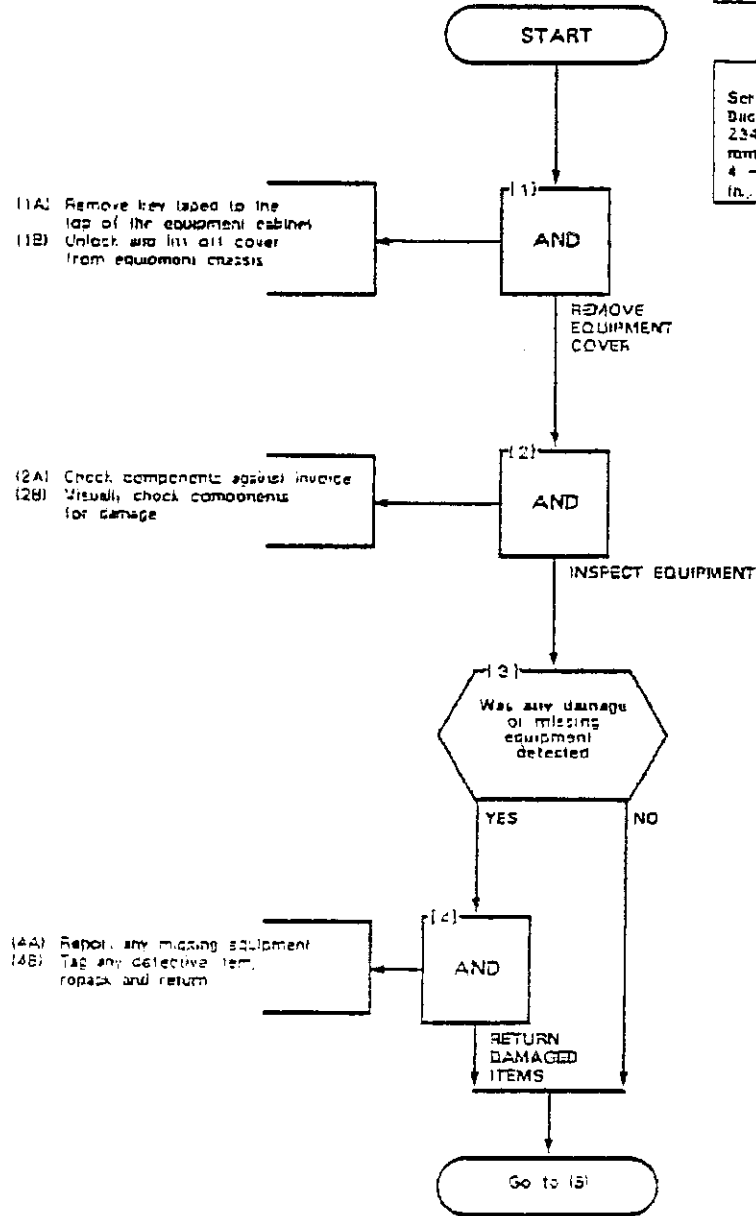 START
(1)
AND
(1A) Remove key taped to the
top of the equipment cabinet
(1B) Unlock and lift off cover
from equipment chassis
REMOVE
EQUIPMENT
COVER
(2)
AND
(2A) Check components against invoice
(2B) Visually check components
for damage
INSPECT EQUIPMENT
(3)
Was any damage
or missing
equipment
detected
YES
NO
(4)
AND
(4A) Report any missing equipment
(4B) Tag any defective item,
repack and return
RETURN
DAMAGED
ITEMS
Go to (5)
234
4